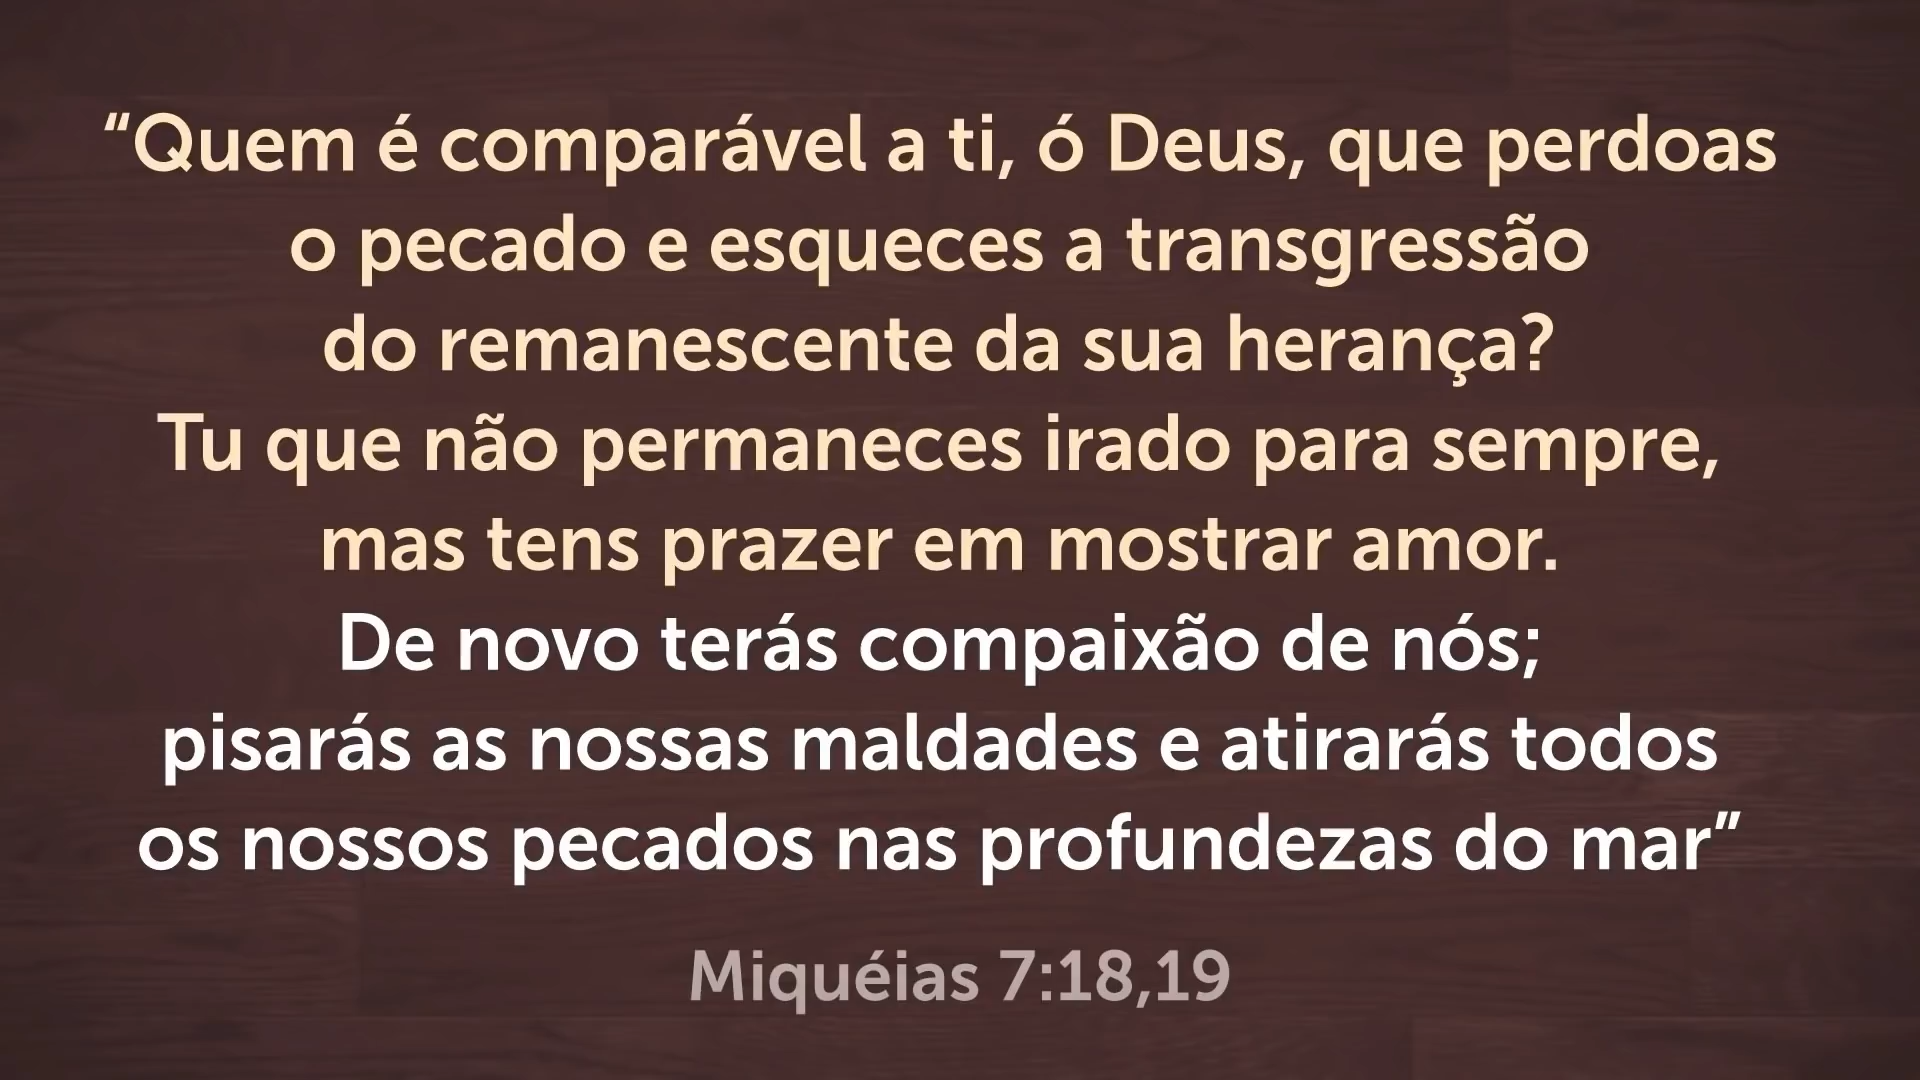 “Quem é comparável a ti, ó Deus, que perdoas
o pecado e esqueces a transgressão
do remanescente da sua herança?
Tu que não permaneces irado para sempre,
mas tens prazer em mostrar amor.
De novo terás compaixão de nós;
pisarás as nossas maldades e atirarás todos
os nossos pecados nas profundezas do mar”
Miquéias 7:18,19